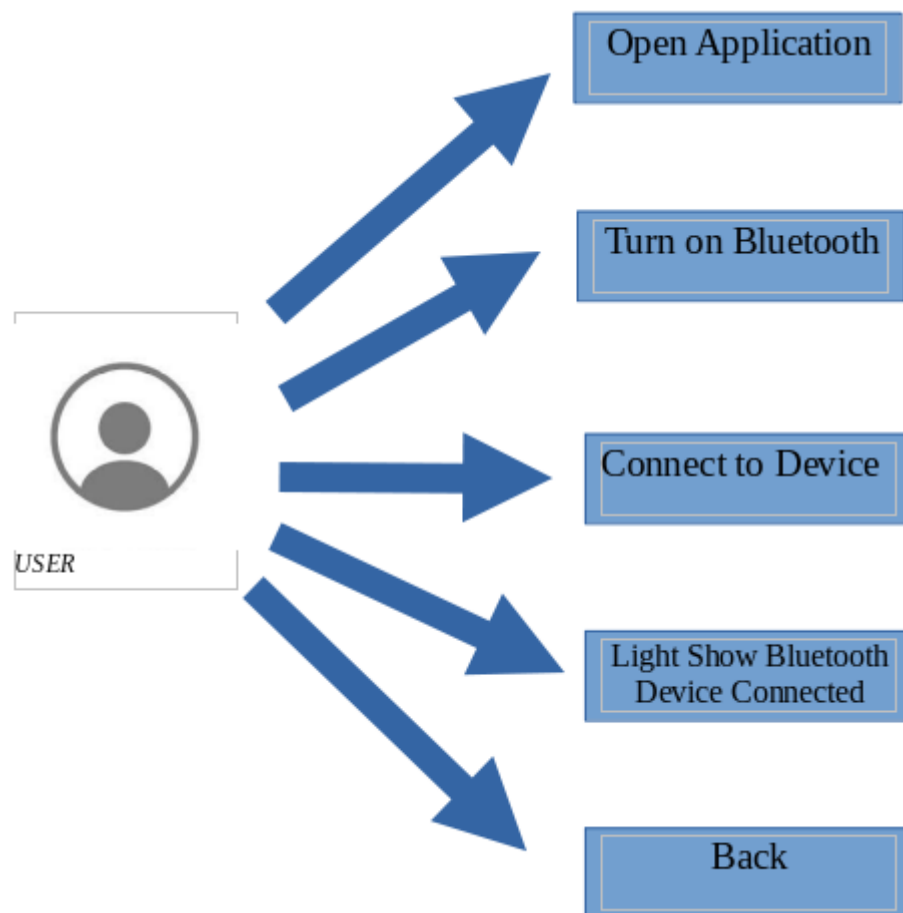 Open Application
Turn on Bluetooth
Connect to Device
USER
Light Show Bluetooth
Device Connected
Back